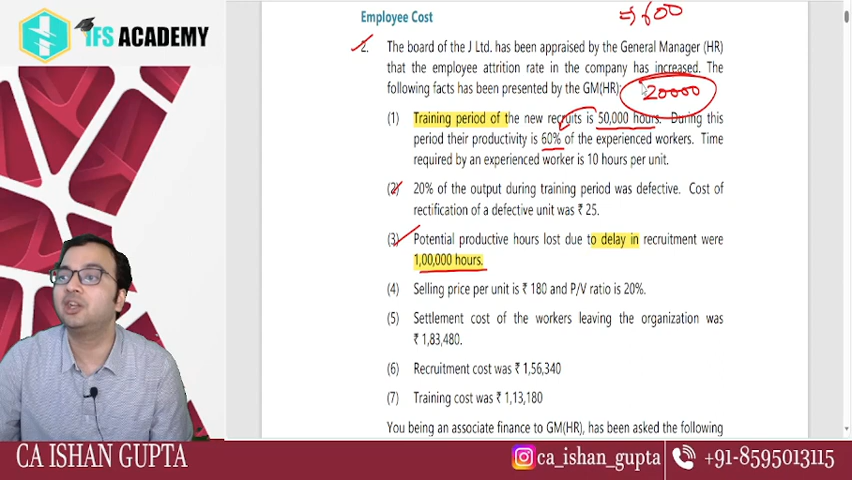 IFS ACADEMY
Employee Cost
⇒ 600
2. The board of the J Ltd. has been appraised by the General Manager (HR)
that the employee attrition rate in the company has increased. The
following facts has been presented by the GM(HR):
20000
(1) Training period of the new recruits is 50,000 hours. During this
period their productivity is 60% of the experienced workers. Time
required by an experienced worker is 10 hours per unit.
(2) 20% of the output during training period was defective. Cost of
rectification of a defective unit was ₹ 25.
(3) Potential productive hours lost due to delay in recruitment were
1,00,000 hours.
(4) Selling price per unit is ₹ 180 and P/V ratio is 20%.
(5) Settlement cost of the workers leaving the organization was
₹ 1,83,480.
(6) Recruitment cost was ₹ 1,56,340
(7) Training cost was ₹ 1,13,180
You being an associate finance to GM(HR), has been asked the following
CA ISHAN GUPTA
ca_ishan_gupta
+91-8595013115